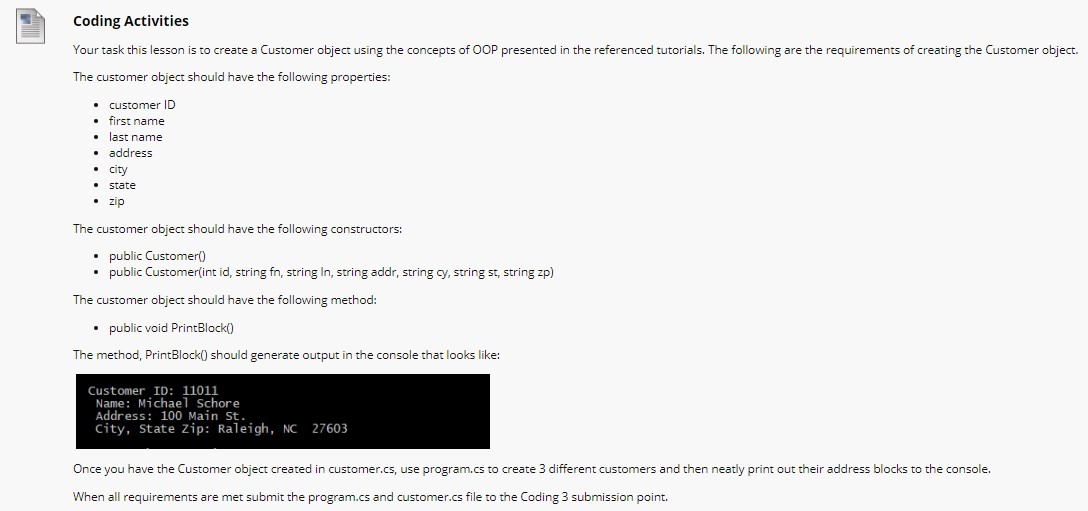 Coding Activities
Your task this lesson is to create a Customer object using the concepts of OOP presented in the referenced tutorials. The following are the requirements of creating the Customer object.
The customer object should have the following properties:
• customer ID
• first name
• last name
• address
• city
• state
• zip
The customer object should have the following constructors:
• public Customer()
• public Customer(int id, string fn, string ln, string addr, string cy, string st, string zp)
The customer object should have the following method:
• public void PrintBlock()
The method, PrintBlock() should generate output in the console that looks like:
Customer ID: 11011
Name: Michael Schore
Address: 100 Main St.
City, State Zip: Raleigh, NC  27603
Once you have the Customer object created in customer.cs, use program.cs to create 3 different customers and then neatly print out their address blocks to the console.
When all requirements are met submit the program.cs and customer.cs file to the Coding 3 submission point.